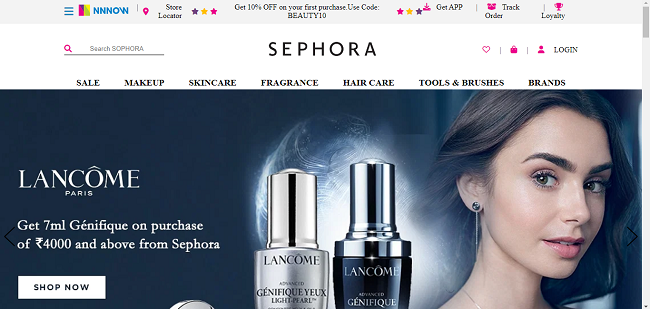 NNNOW
Store
Locator
Get 10% OFF on your first purchase.Use Code:
BEAUTY10
Get APP
Track
Order
Loyalty
Search SOPHORA
SEPHORA
LOGIN
SALE MAKEUP SKINCARE FRAGRANCE HAIR CARE TOOLS & BRUSHES BRANDS
LANCÔME
PARIS
Get 7ml Génifique on purchase
of ₹4000 and above from Sephora
SHOP NOW
LANCÔME
ADVANCED
GÉNIFIQUE YEUX
LIGHT-PEARL™
LANCÔME
ADVANCED
GÉNIFIQUE